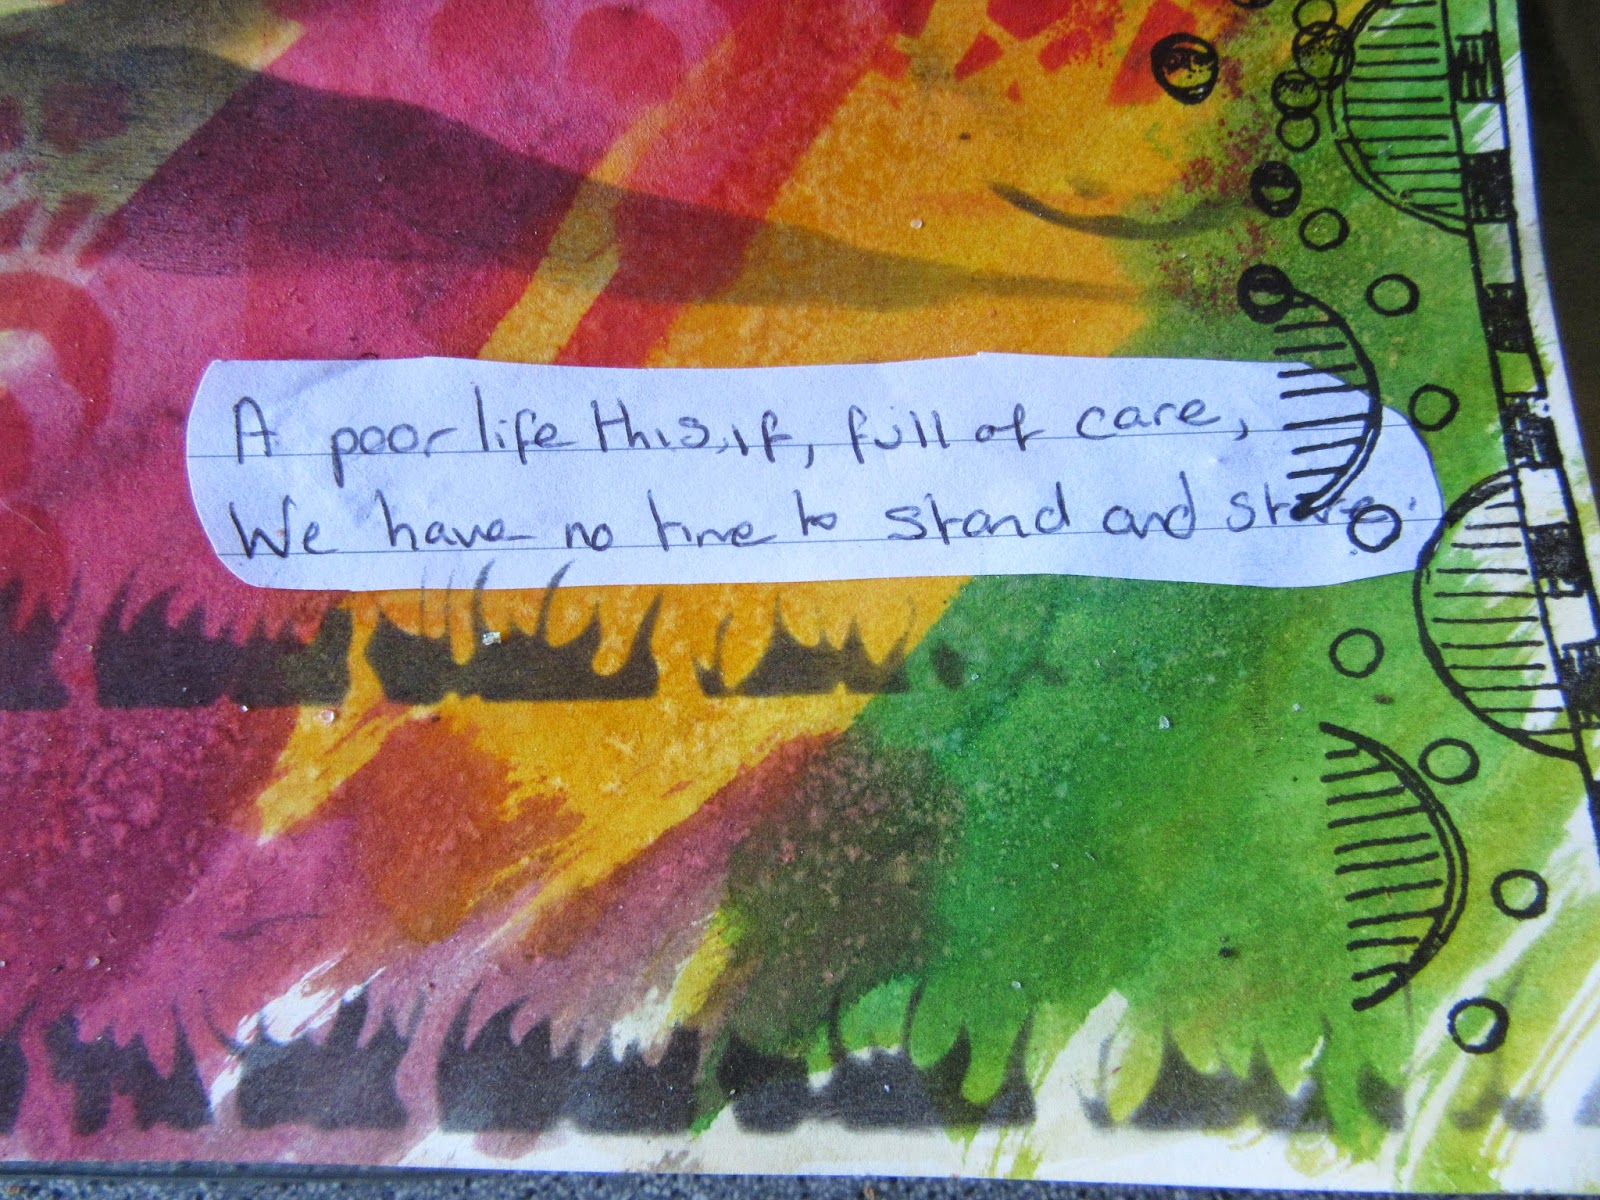 A poor life this, if, full of care,
We have no time to stand and stare.